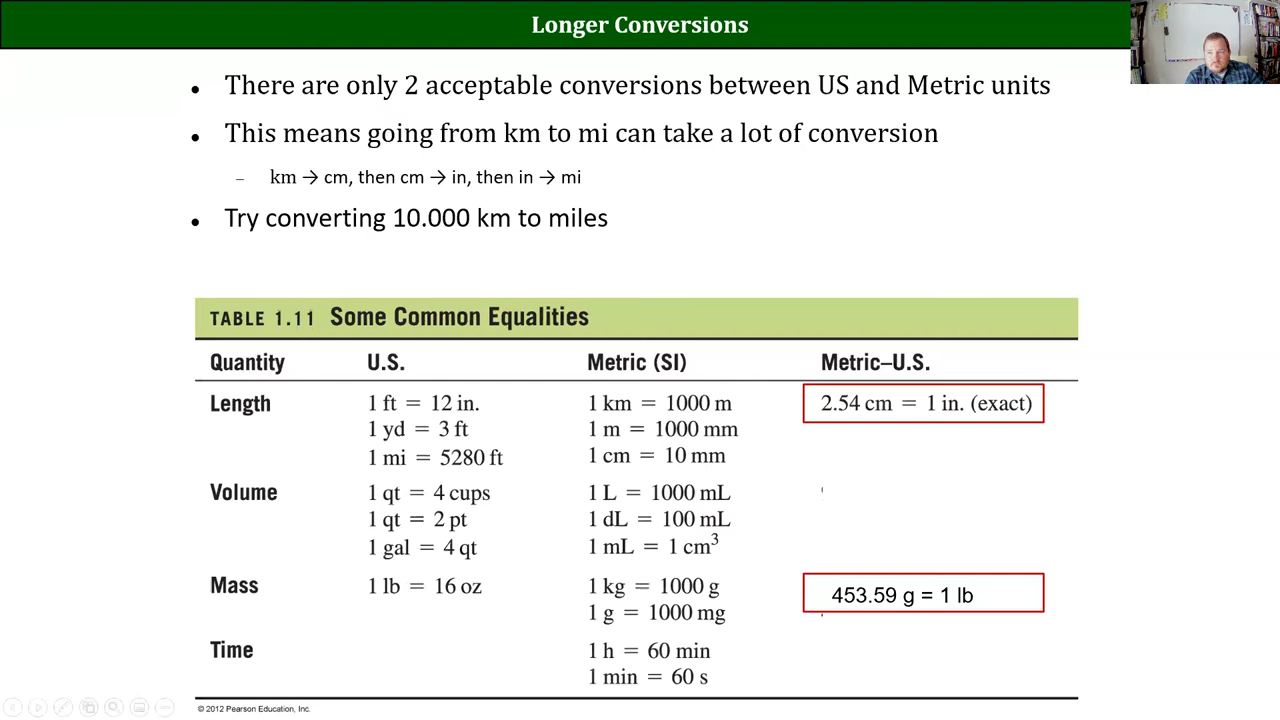 Longer Conversions
• There are only 2 acceptable conversions between US and Metric units
• This means going from km to mi can take a lot of conversion
– km → cm, then cm → in, then in → mi
• Try converting 10.000 km to miles
TABLE 1.11 Some Common Equalities
Quantity U.S. Metric (SI) Metric–U.S.
Length 1 ft = 12 in. 1 km = 1000 m 2.54 cm = 1 in. (exact)
1 yd = 3 ft 1 m = 1000 mm
1 mi = 5280 ft 1 cm = 10 mm
Volume 1 qt = 4 cups 1 L = 1000 mL
1 qt = 2 pt 1 dL = 100 mL
1 gal = 4 qt 1 mL = 1 cm³
Mass 1 lb = 16 oz 1 kg = 1000 g 453.59 g = 1 lb
1 g = 1000 mg
Time 1 h = 60 min
1 min = 60 s
© 2012 Pearson Education, Inc.